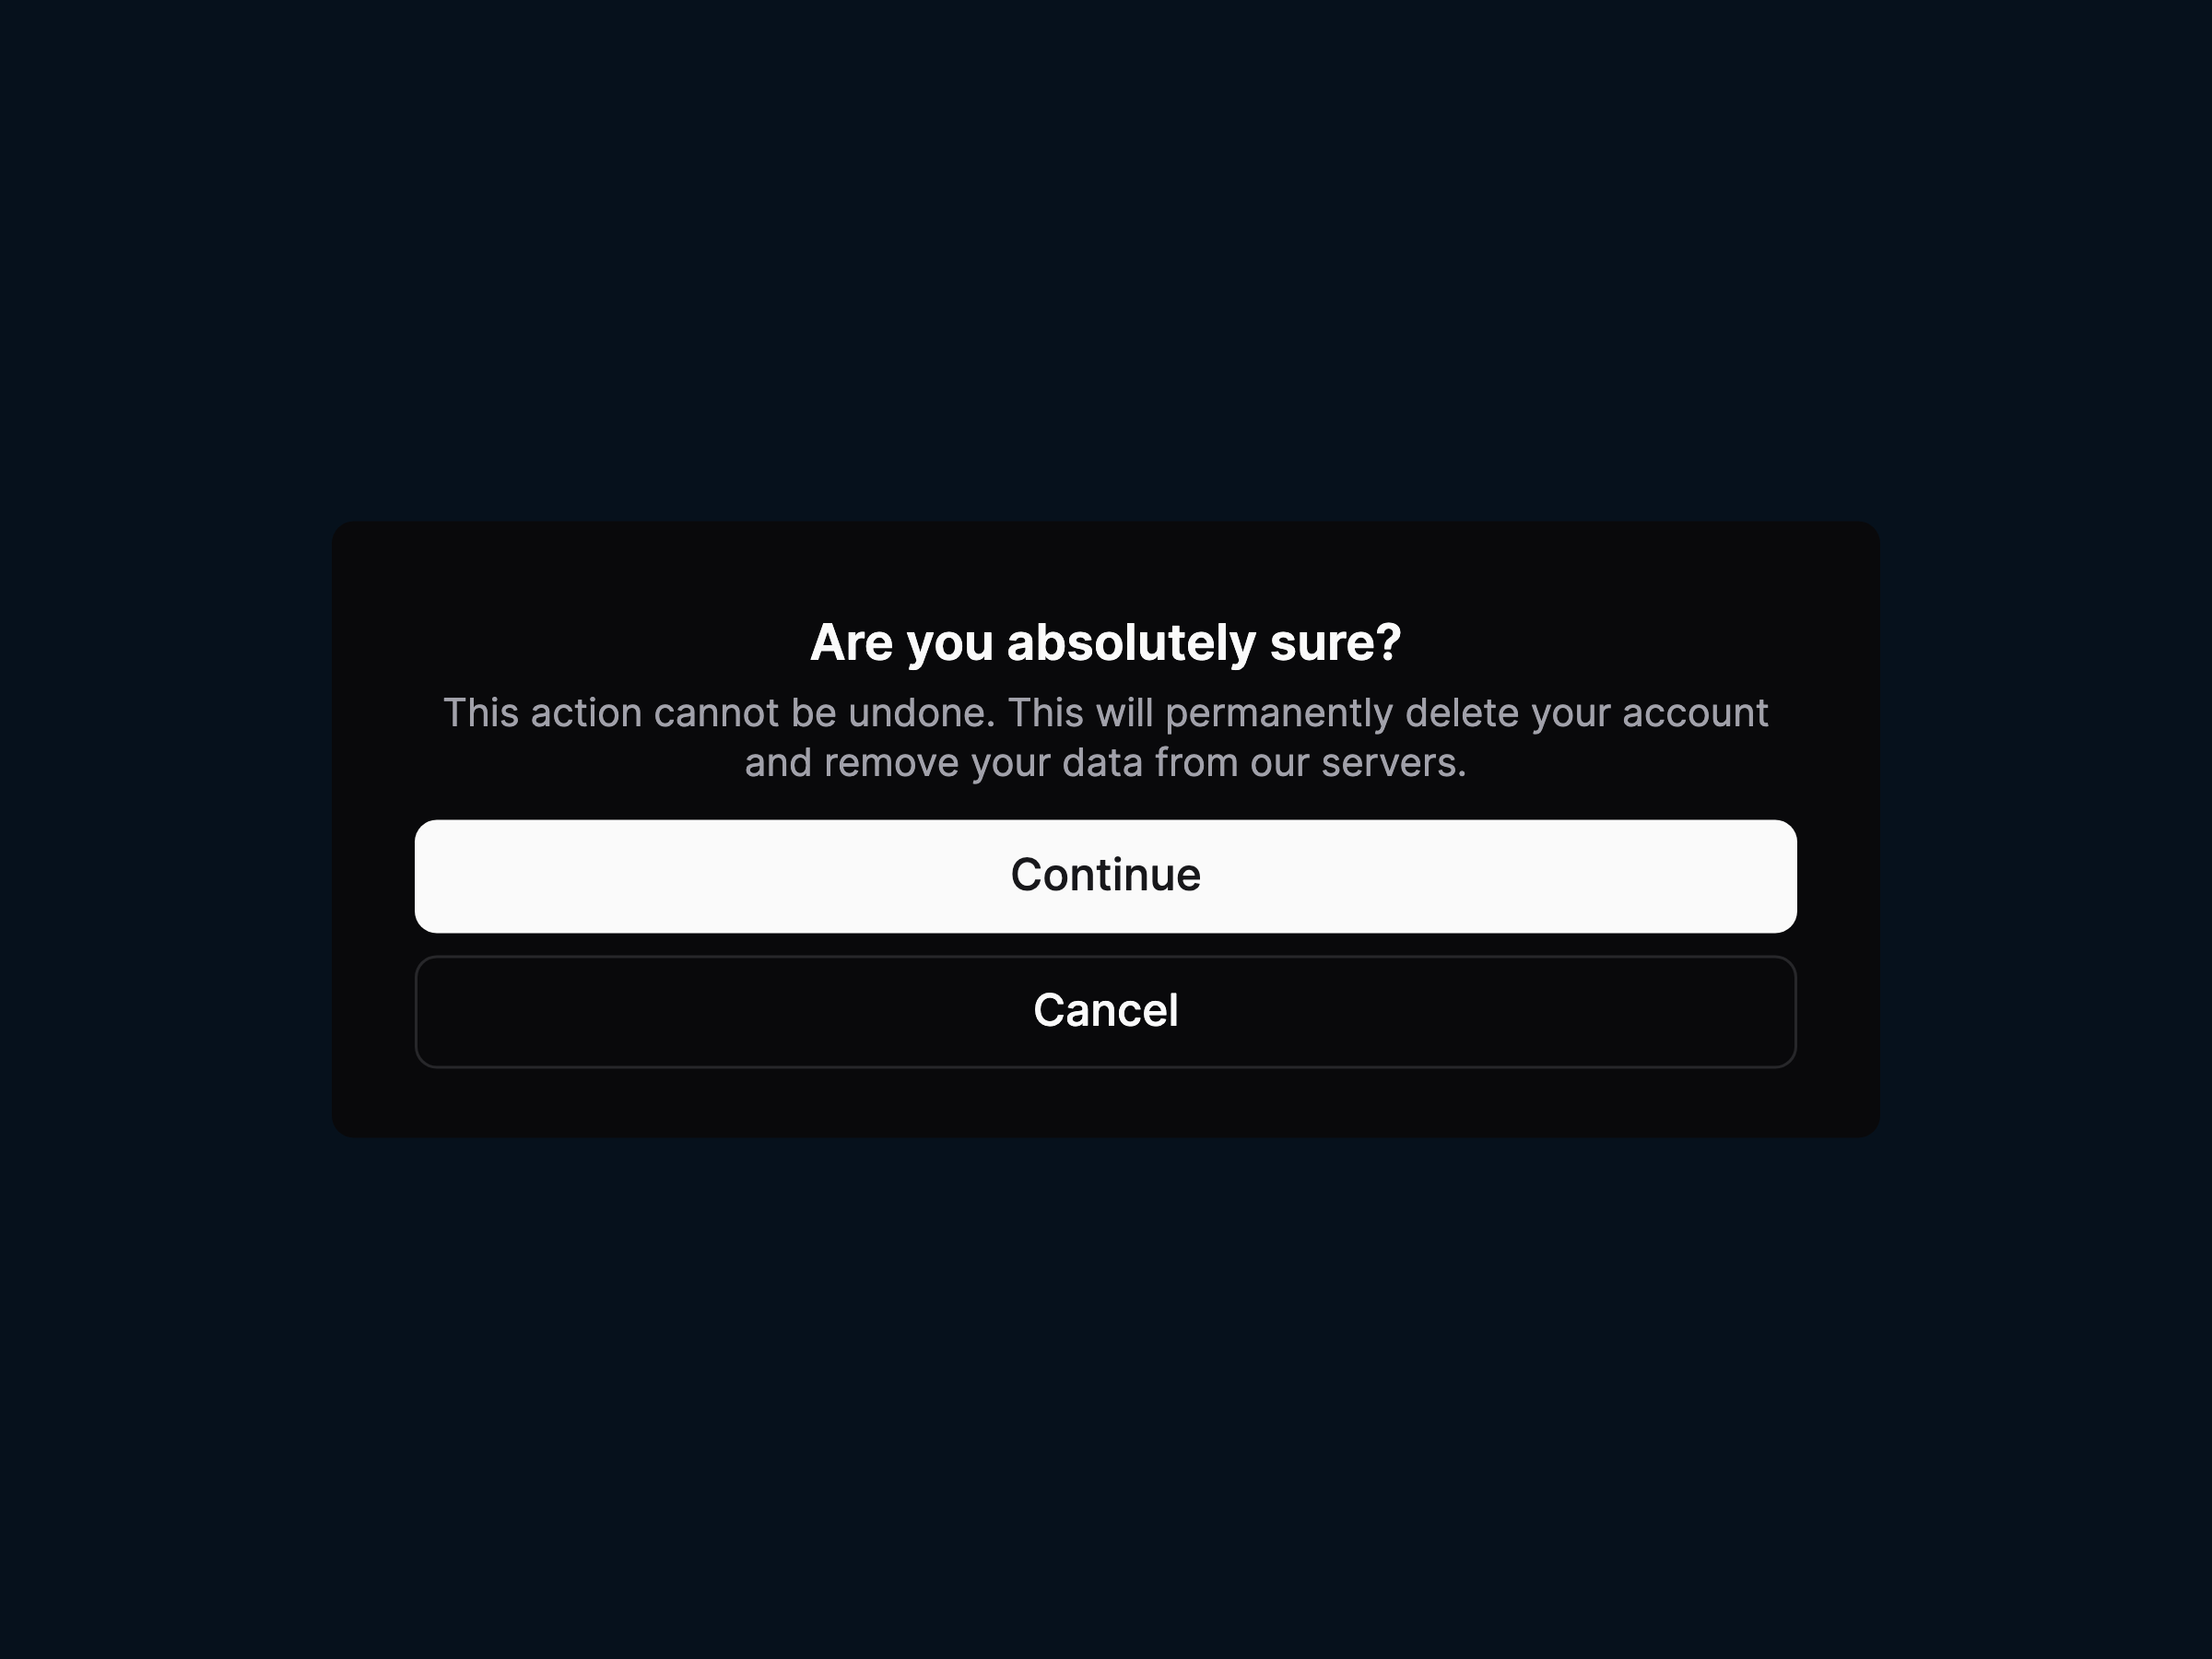 Are you absolutely sure?
This action cannot be undone. This will permanently delete your account
and remove your data from our servers.
Continue
Cancel